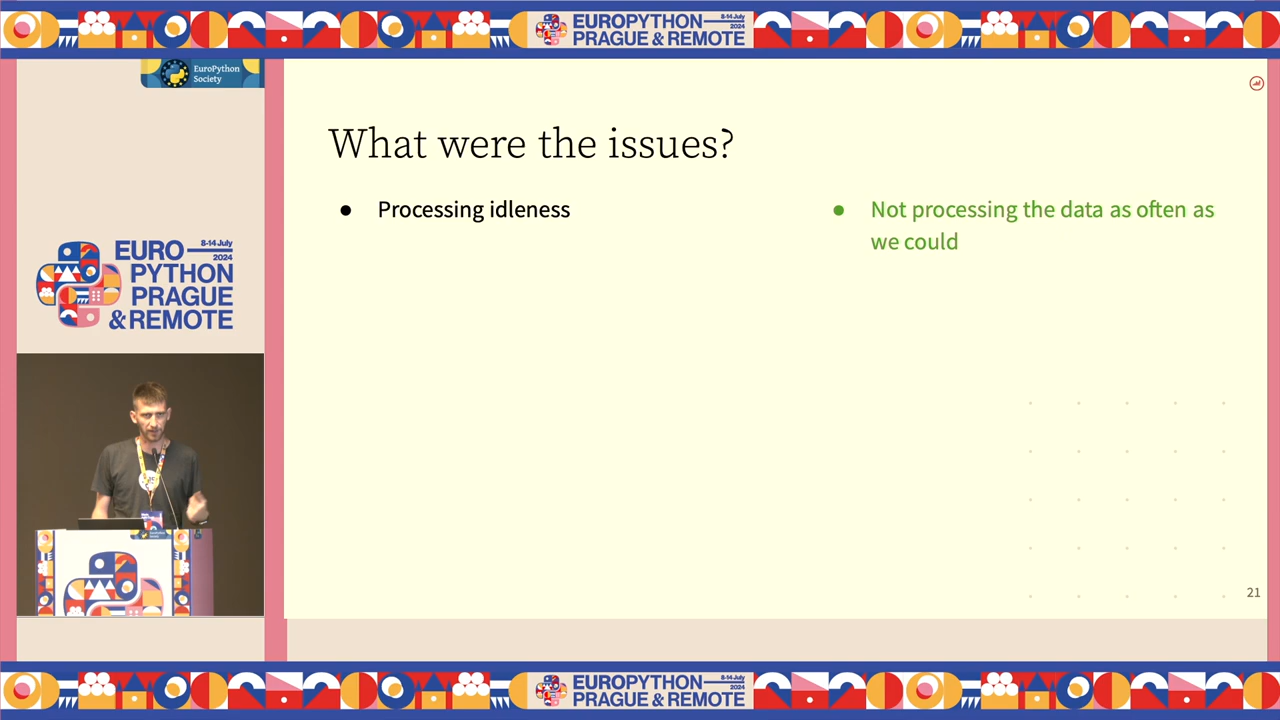 EUROPYTHON
8-14 July
2024
PRAGUE & REMOTE
EuroPython
Society
What were the issues?
● Processing idleness
● Not processing the data as often as
we could
EURO
8-14 July
2024
PYTHON
PRAGUE
& REMOTE
21
EUROPYTHON
8-14 July
2024
PRAGUE & REMOTE